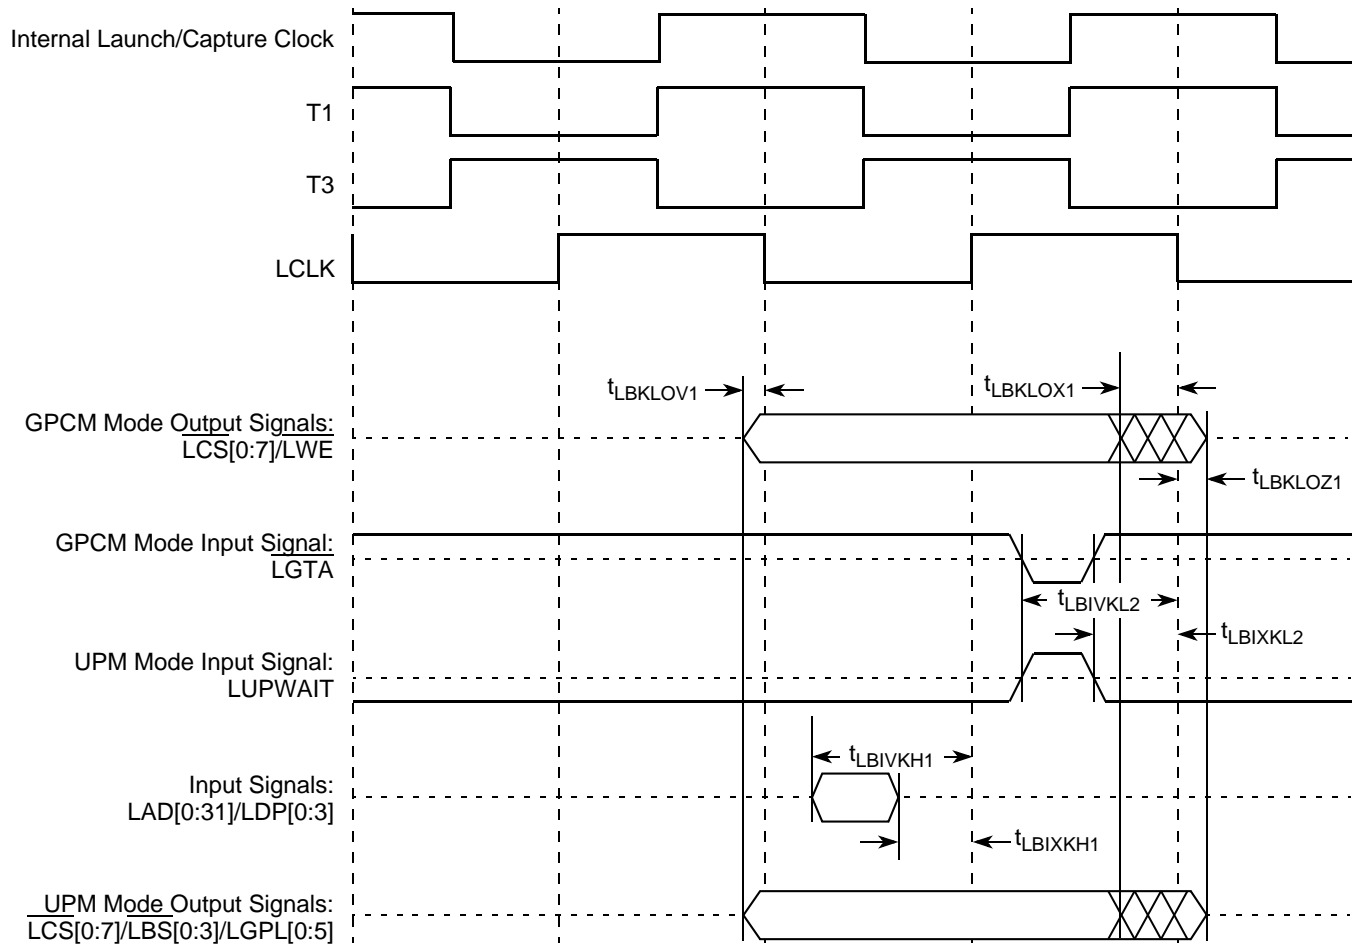 Internal Launch/Capture Clock
T1
T3
LCLK
tLBKLOV1
tLBKLOX1
GPCM Mode Output Signals:
LCS[0:7]/LWE
tLBKLOZ1
GPCM Mode Input Signal:
LGTA
tLBIVKL2
tLBIXKL2
UPM Mode Input Signal:
LUPWAIT
tLBIVKH1
Input Signals:
LAD[0:31]/LDP[0:3]
tLBIXKH1
UPM Mode Output Signals:
LCS[0:7]/LBS[0:3]/LGPL[0:5]